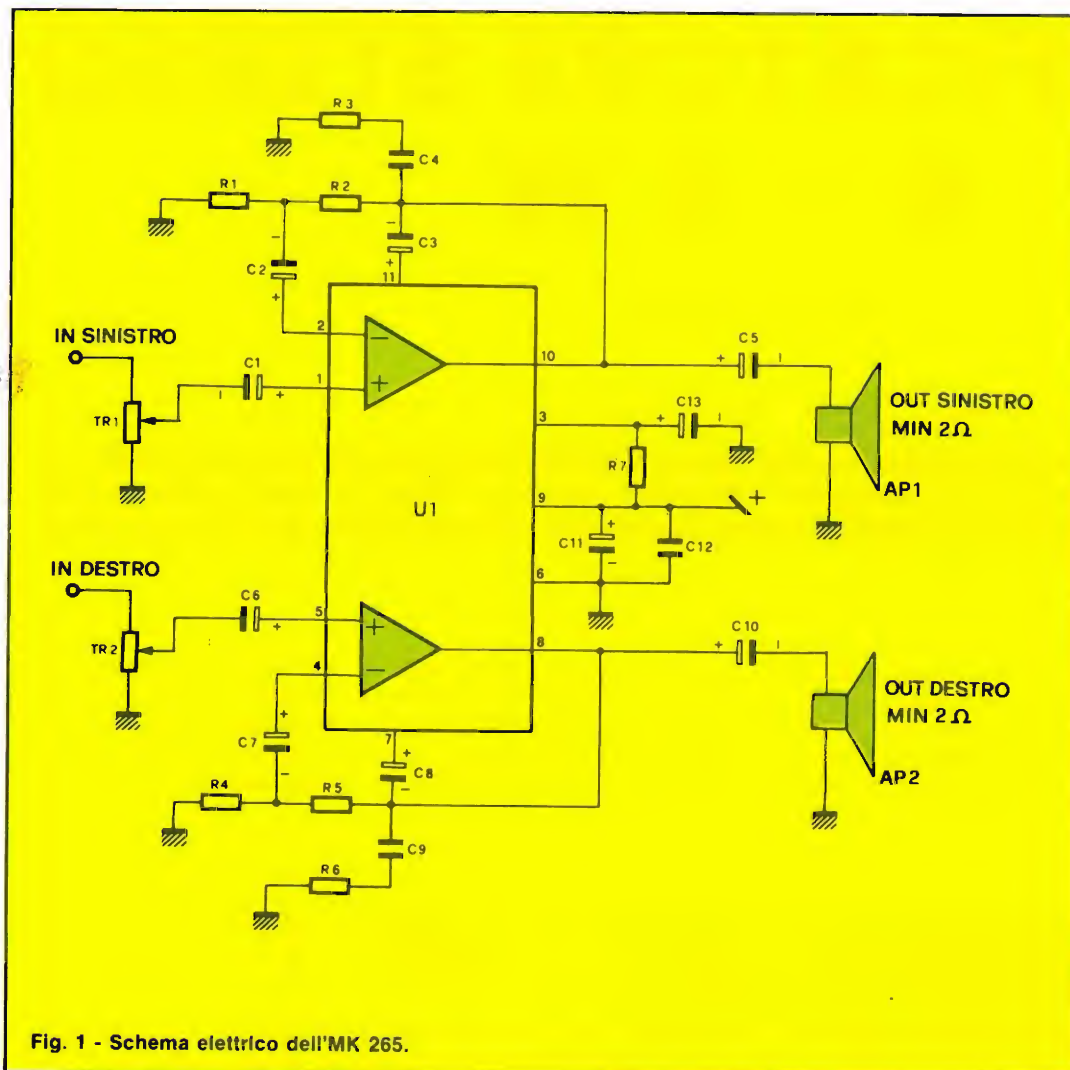 R3
C4
R1
R2
-
C3
+
-
C2
+
11
IN SINISTRO
2
-
C1
- +
1
+
TR1
10
C5
+ -
OUT SINISTRO
MIN 2Ω
AP1
3
C13
+ -
R7
U1
9
+
C11
+
-
C12
6
IN DESTRO
C6
+
5
+
TR2
4
-
8
C10
+ -
OUT DESTRO
MIN 2Ω
AP2
C7
+
-
7
+
C8
-
R4
R5
C9
R6
Fig. 1 - Schema elettrico dell'MK 265.